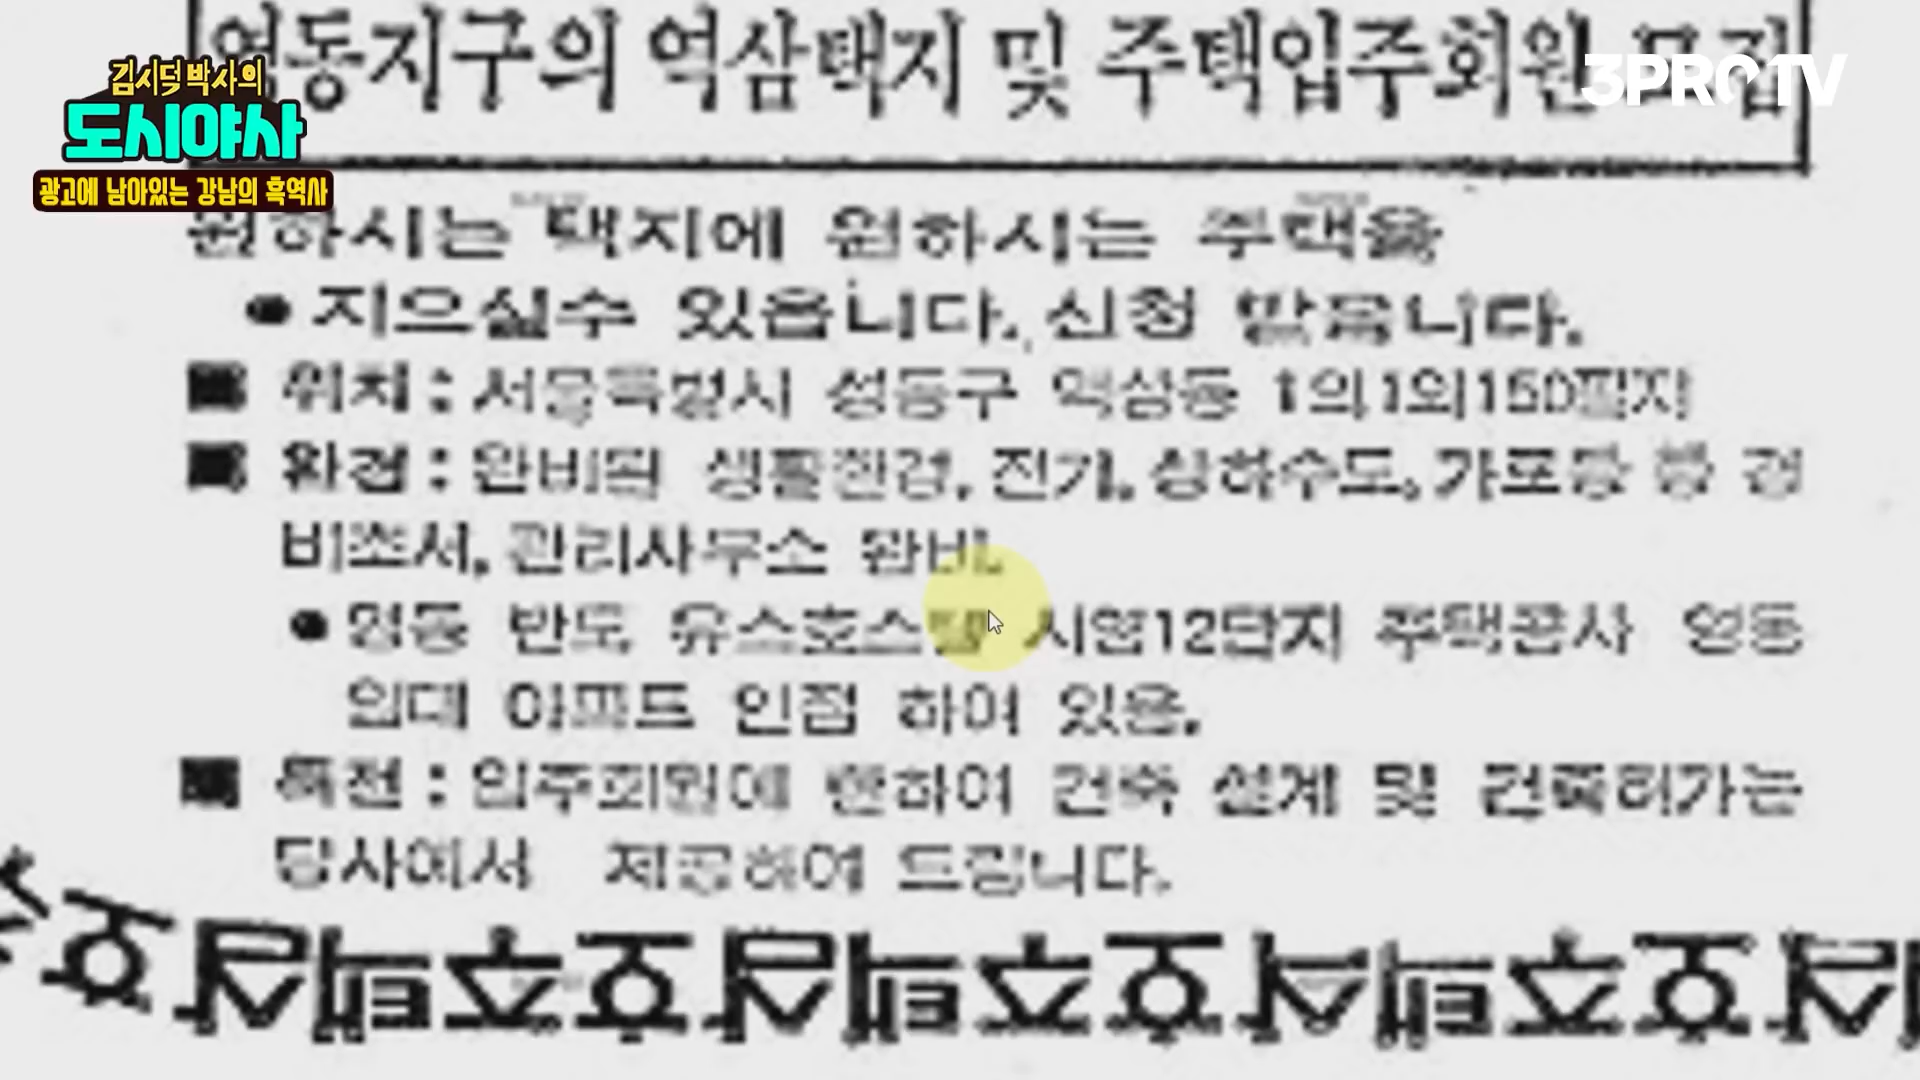 영동지구의 역삼택지 및 주택입주회원 모집
3PROTV
김시덕 박사의
도시야사
광고에 남아있는 강남의 흑역사
원하시는 택지에 원하시는 주택을
●지으실수 있읍니다. 신청 받읍니다.
■ 위치: 서울특별시 성동구 역삼동 1의1외150필지
■ 환경: 완비된 생활환경, 전기, 상하수도, 가로등 등 경
비초서, 관리사무소 완비.
●영동 반도 유스호스텔 시영12단지 주택공사 영동
임대 아파트 인접 하여 있음.
■ 특전: 입주회원에 한하여 건축 설계 및 건축허가는
당사에서 제공하여 드립니다.